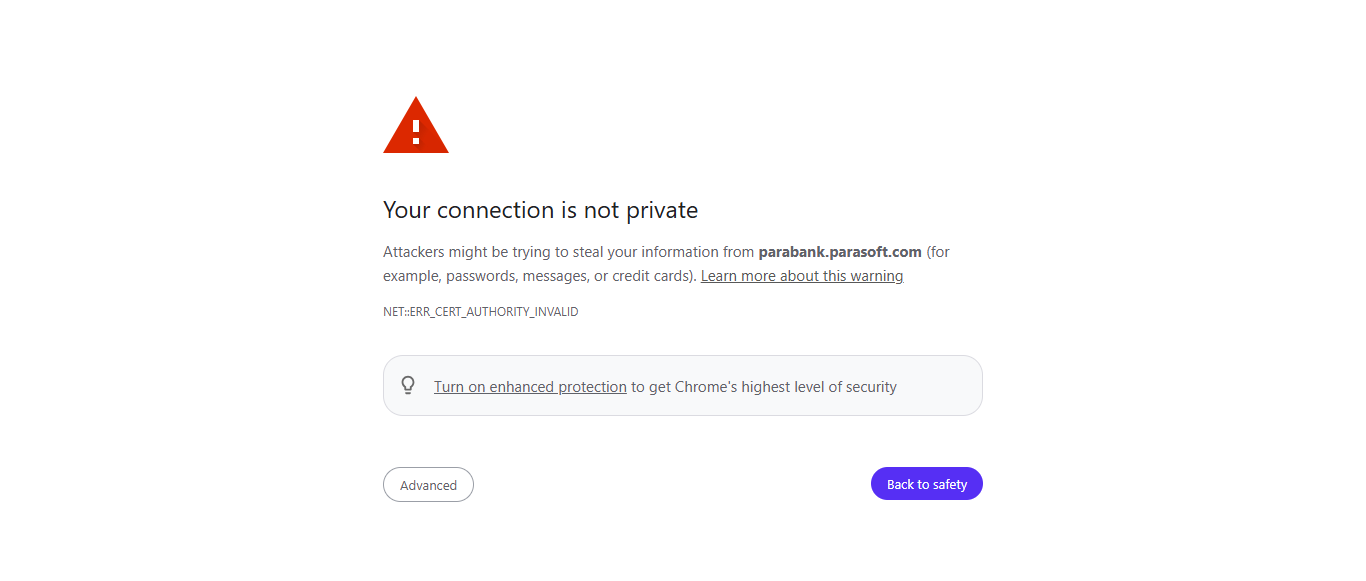 Your connection is not private
Attackers might be trying to steal your information from parabank.parasoft.com (for
example, passwords, messages, or credit cards). Learn more about this warning
NET::ERR_CERT_AUTHORITY_INVALID
Turn on enhanced protection to get Chrome's highest level of security
Advanced
Back to safety